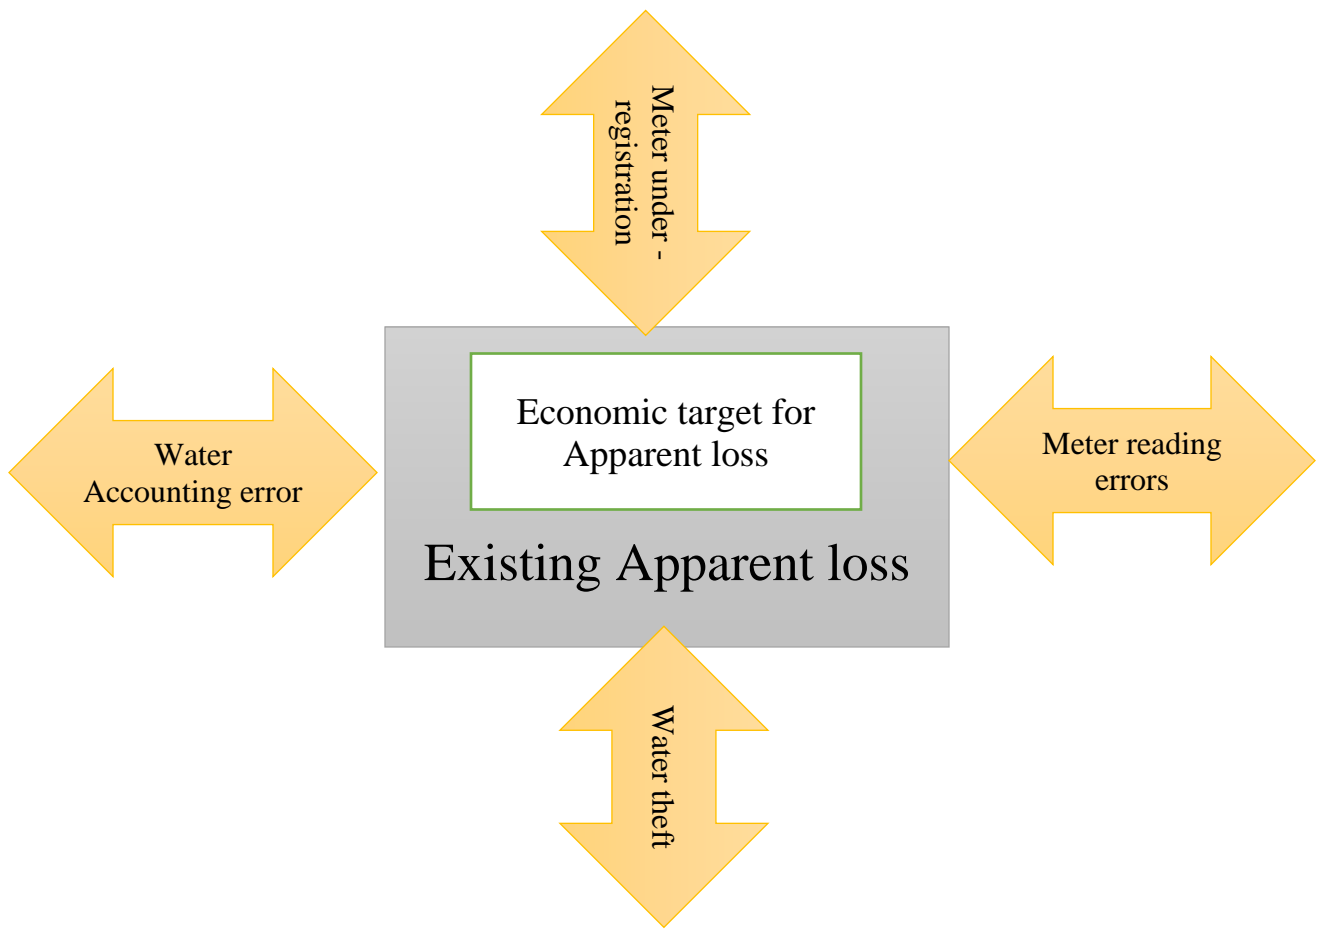 Meter under -
registration
Economic target for
Apparent loss
Water
Accounting error
Meter reading
errors
Existing Apparent loss
Water theft